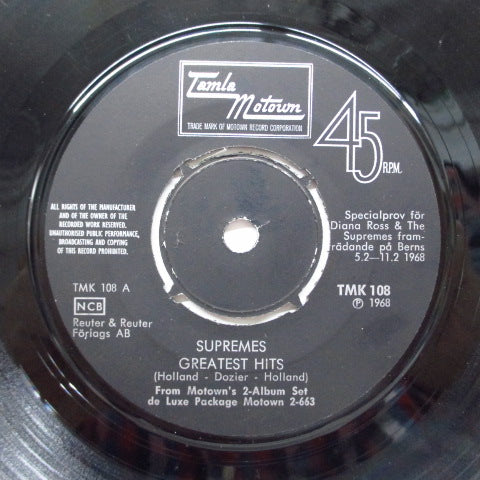 Tamla
Motown
TRADE MARK OF MOTOWN RECORD CORPORATION
45
R.P.M.
ALL RIGHTS OF THE MANUFACTURER
AND OF THE OWNER OF THE
RECORDED WORK RESERVED.
UNAUTHORISED PUBLIC PERFORMANCE,
BROADCASTING AND COPYING
OF THIS RECORD PROHIBITED.
Specialprov för
Diana Ross & The
Supremes fram-
trädande på Berns
5.2—11.2 1968
TMK 108 A
NCB
Reuter & Reuter
Förlags AB
TMK 108
Ⓟ 1968
SUPREMES
GREATEST HITS
(Holland - Dozier - Holland)
From Motown's 2-Album Set
de Luxe Package Motown 2-663